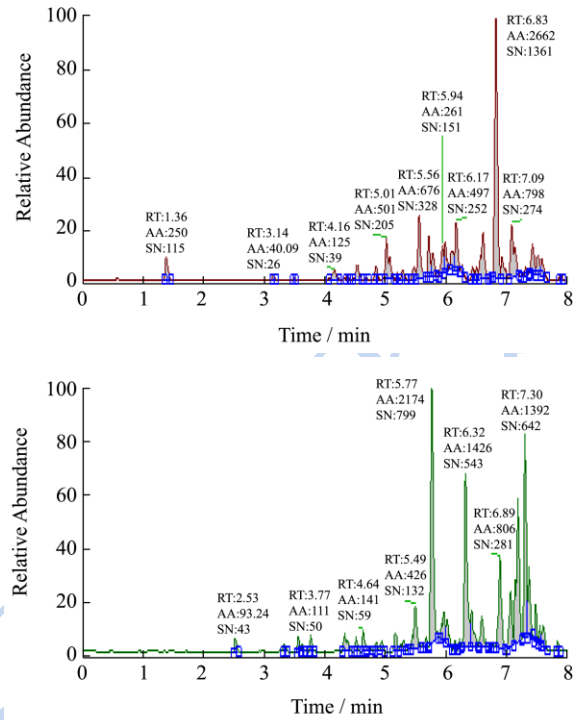 100
80
60
40
20
0
Relative Abundance
RT:1.36
AA:250
SN:115
RT:3.14
AA:40.09
SN:26
RT:4.16
AA:125
SN:39
RT:5.01
AA:501
SN:205
RT:5.56
AA:676
SN:328
RT:5.94
AA:261
SN:151
RT:6.17
AA:497
SN:252
RT:6.83
AA:2662
SN:1361
RT:7.09
AA:798
SN:274
0 1 2 3 4 5 6 7 8
Time / min
100
80
60
40
20
0
Relative Abundance
RT:2.53
AA:93.24
SN:43
RT:3.77
AA:111
SN:50
RT:4.64
AA:141
SN:59
RT:5.49
AA:426
SN:132
RT:5.77
AA:2174
SN:799
RT:6.32
AA:1426
SN:543
RT:6.89
AA:806
SN:281
RT:7.30
AA:1392
SN:642
0 1 2 3 4 5 6 7 8
Time / min